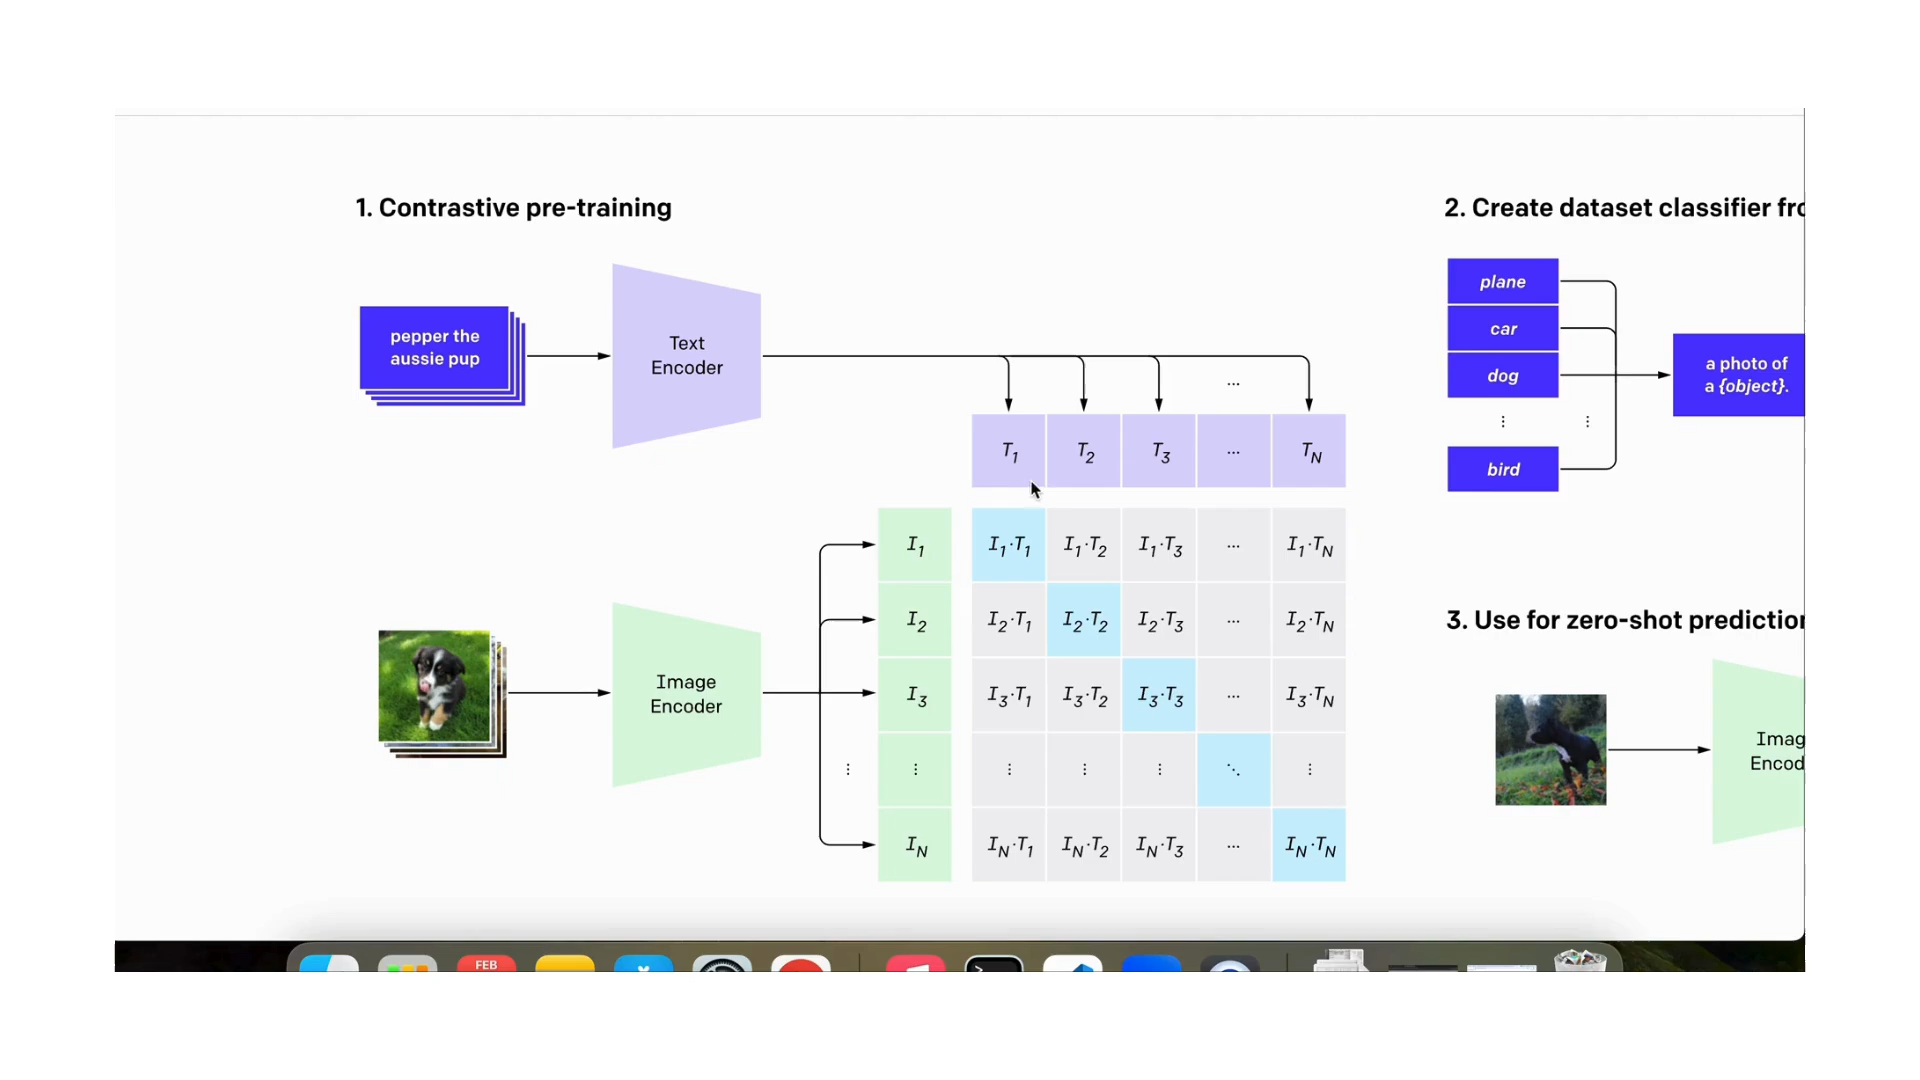 1. Contrastive pre-training
pepper the
aussie pup
Text
Encoder
...
T1 T2 T3 ... TN
I1 I1·T1 I1·T2 I1·T3 ... I1·TN
I2 I2·T1 I2·T2 I2·T3 ... I2·TN
Image
Encoder
I3 I3·T1 I3·T2 I3·T3 ... I3·TN
⋮ ⋮ ⋮ ⋮ ⋮ ⋱ ⋮
IN IN·T1 IN·T2 IN·T3 ... IN·TN
2. Create dataset classifier fro
plane
car
dog
⋮ ⋮
bird
a photo of
a {object}.
3. Use for zero-shot prediction
Imag
Encod
FEB